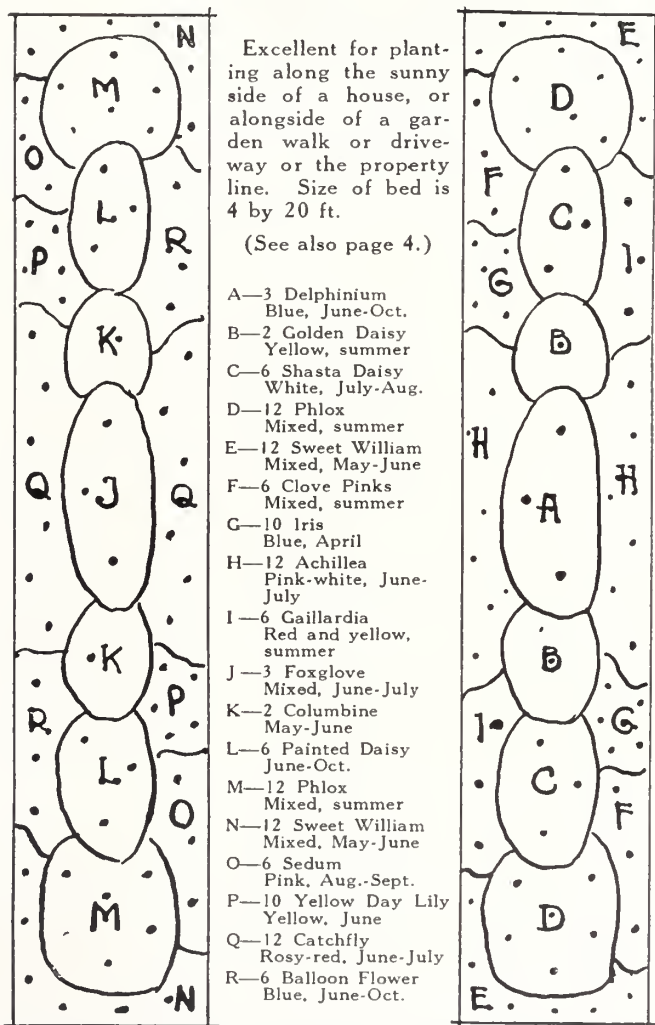 N
M
O
L
P
R
K
Q
J
Q
K
P
R
L
O
M
N
Excellent for plant-
ing along the sunny
side of a house, or
alongside of a gar-
den walk or drive-
way or the property
line. Size of bed is
4 by 20 ft.
(See also page 4.)
A—3 Delphinium
Blue, June-Oct.
B—2 Golden Daisy
Yellow, summer
C—6 Shasta Daisy
White, July-Aug.
D—12 Phlox
Mixed, summer
E—12 Sweet William
Mixed, May-June
F—6 Clove Pinks
Mixed, summer
G—10 Iris
Blue, April
H—12 Achillea
Pink-white, June-
July
I—6 Gaillardia
Red and yellow,
summer
J—3 Foxglove
Mixed, June-July
K—2 Columbine
May-June
L—6 Painted Daisy
June-Oct.
M—12 Phlox
Mixed, summer
N—12 Sweet William
Mixed, May-June
O—6 Sedum
Pink, Aug.-Sept.
P—10 Yellow Day Lily
Yellow, June
Q—12 Catchfly
Rosy-red, June-July
R—6 Balloon Flower
Blue, June-Oct.
E
D
F
C
G
I
B
H
A
H
B
I
G
C
F
D
E